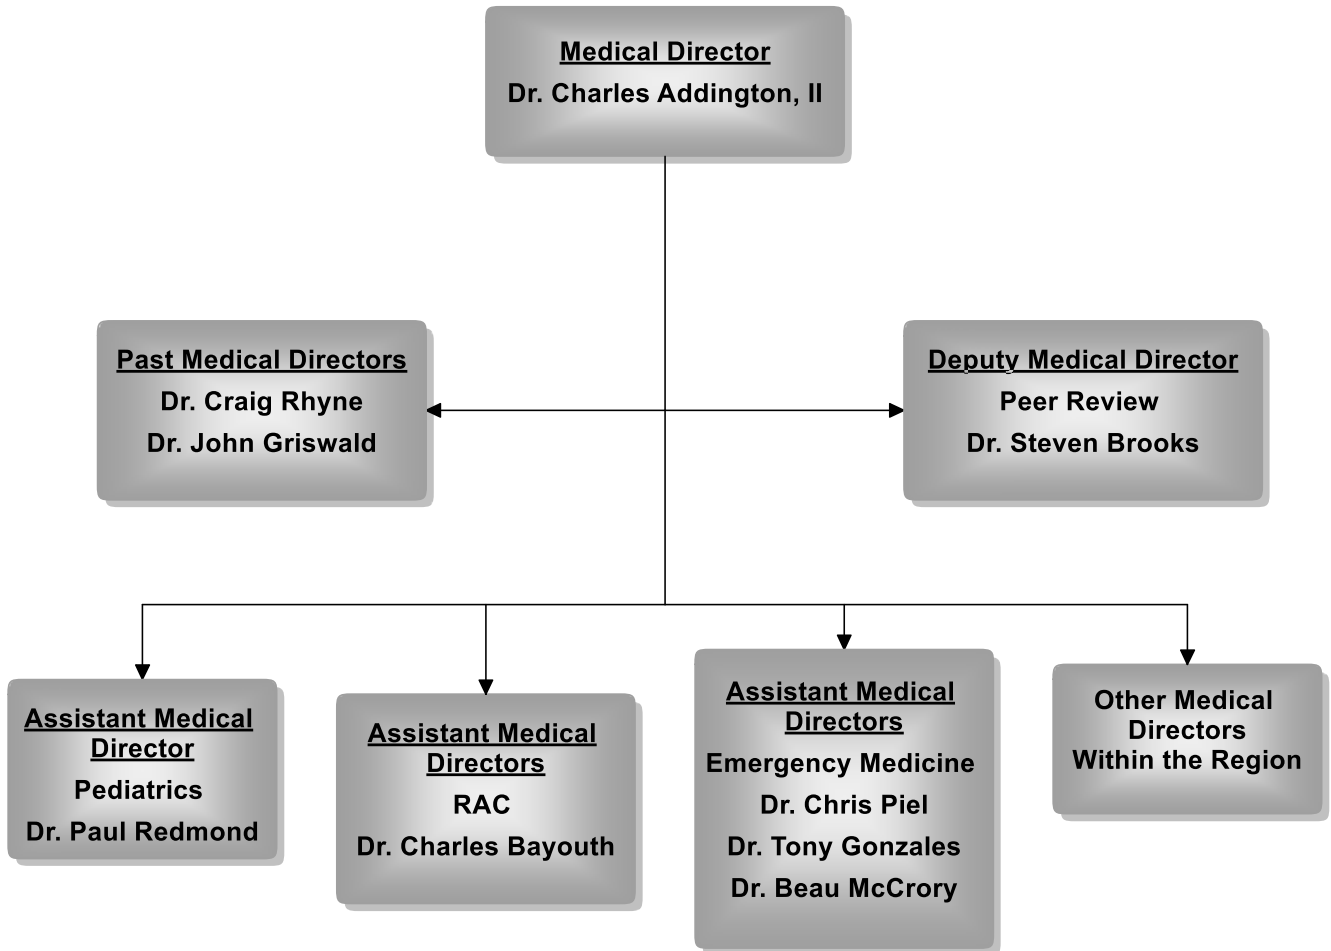 Medical Director
Dr. Charles Addington, II
Past Medical Directors
Dr. Craig Rhyne
Dr. John Griswald
Deputy Medical Director
Peer Review
Dr. Steven Brooks
Assistant Medical
Director
Pediatrics
Dr. Paul Redmond
Assistant Medical
Directors
RAC
Dr. Charles Bayouth
Assistant Medical
Directors
Emergency Medicine
Dr. Chris Piel
Dr. Tony Gonzales
Dr. Beau McCrory
Other Medical
Directors
Within the Region